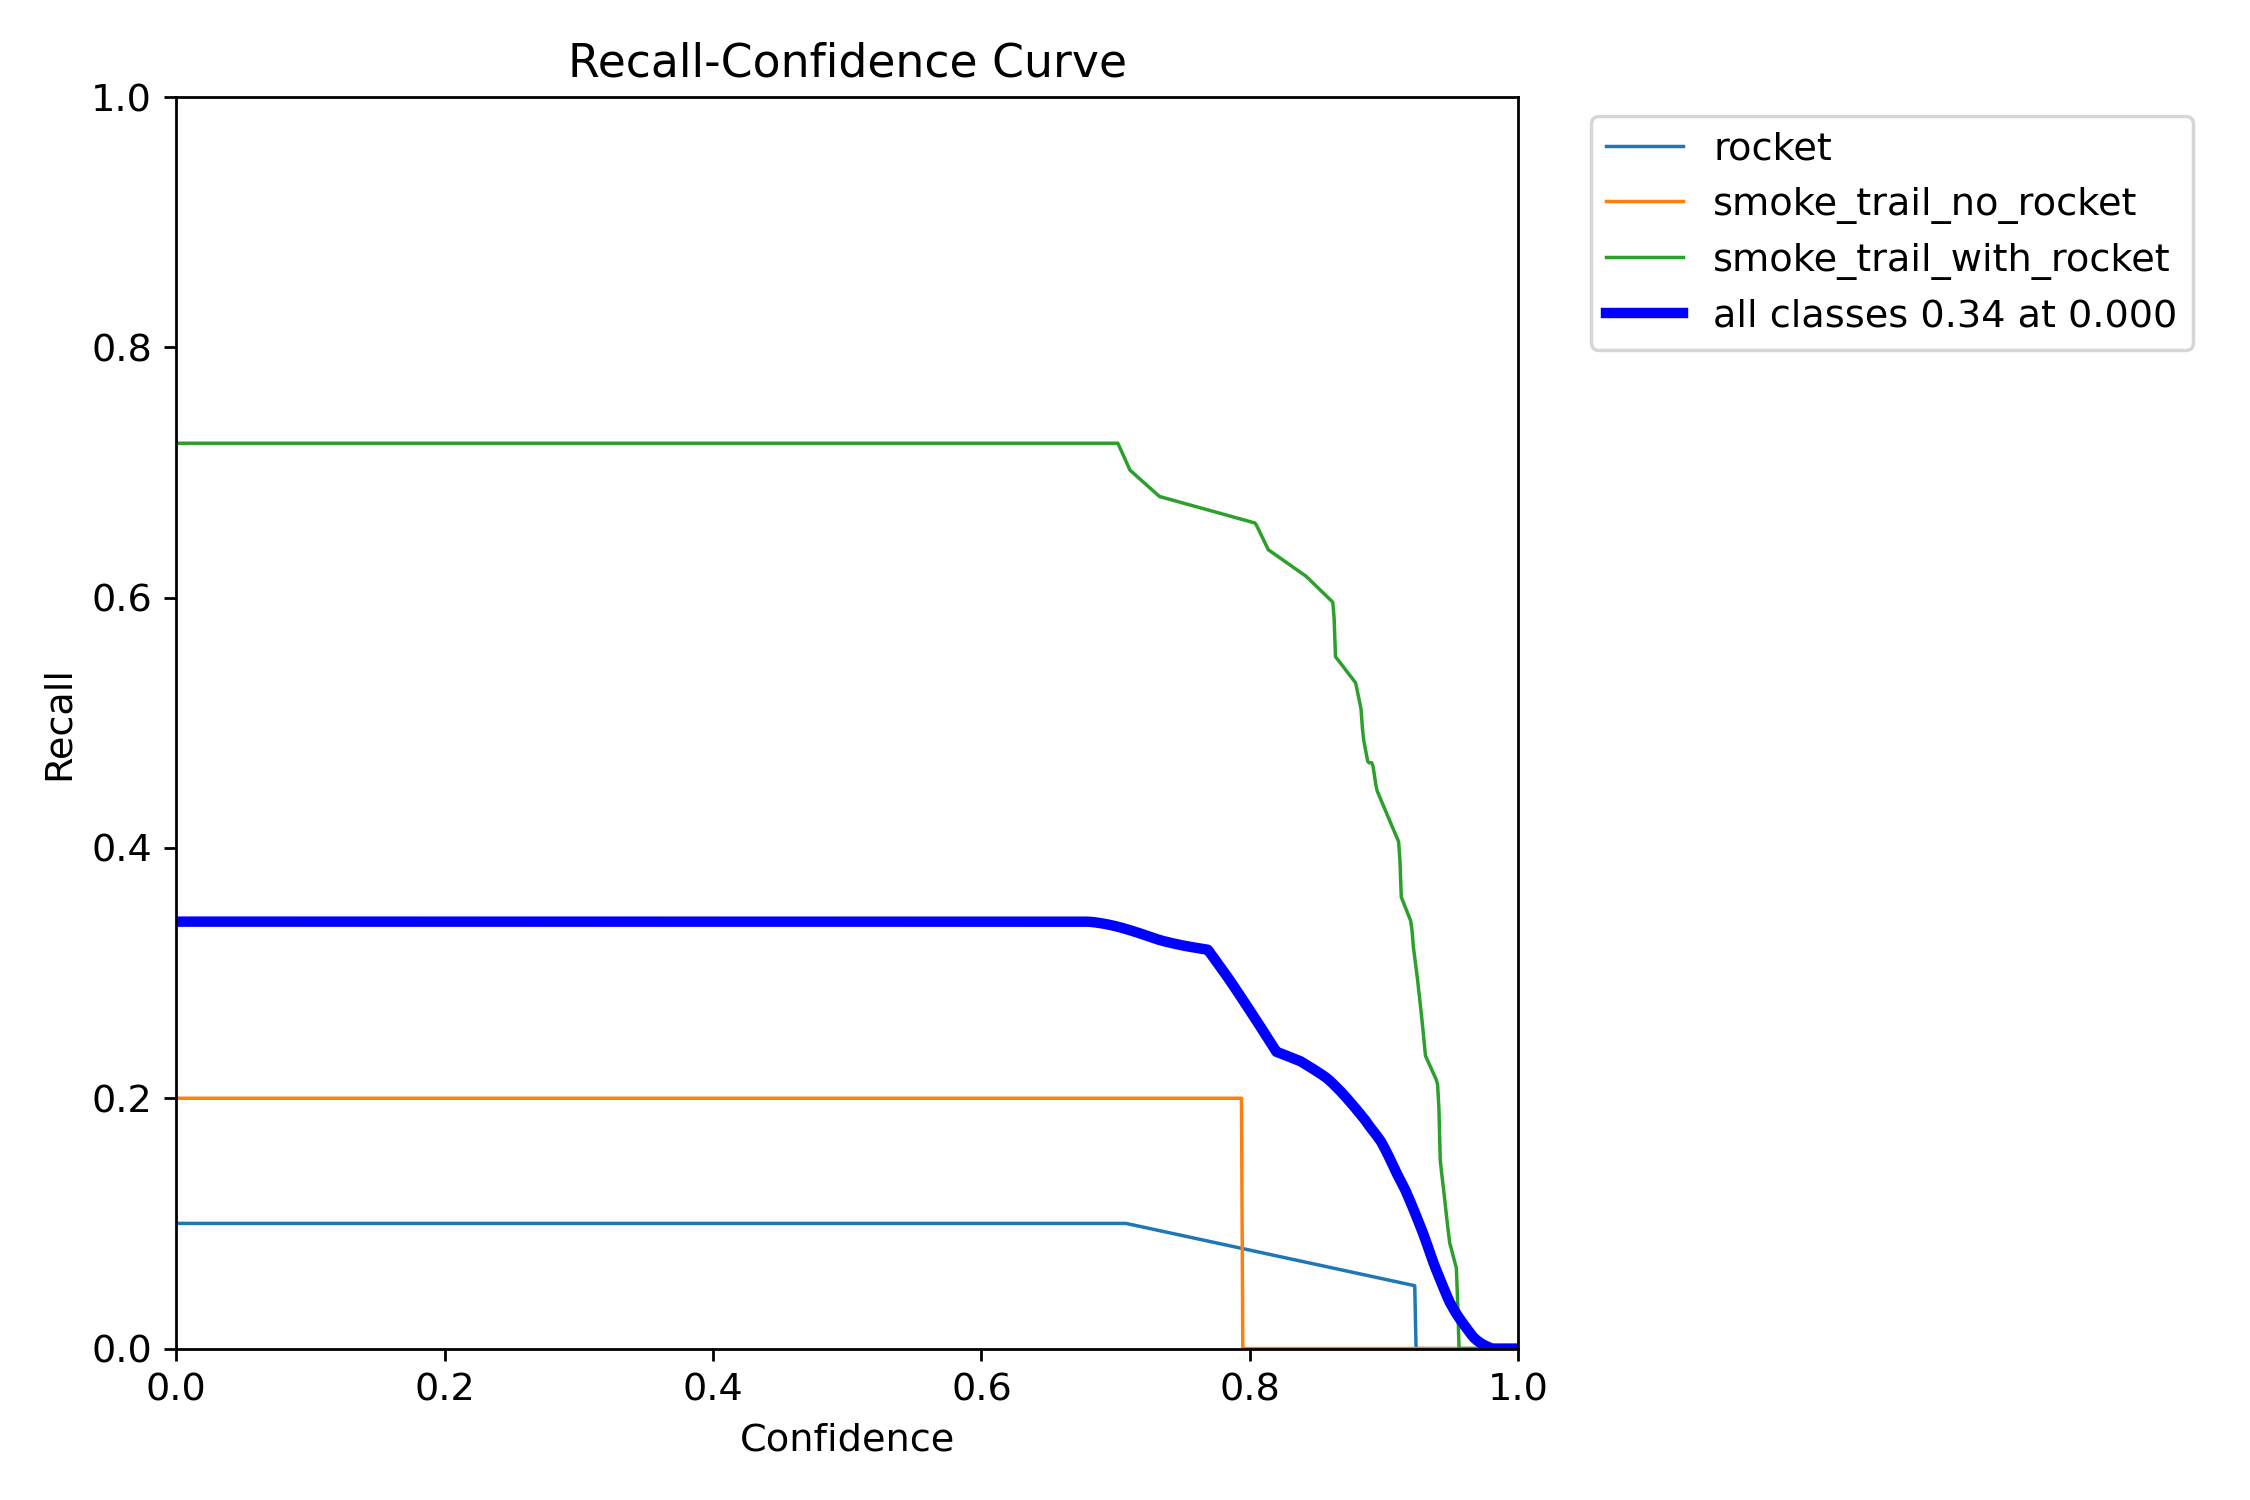 Recall-Confidence Curve
1.0
0.8
0.6
0.4
0.2
0.0
Recall
0.0 0.2 0.4 0.6 0.8 1.0
Confidence
rocket
smoke_trail_no_rocket
smoke_trail_with_rocket
all classes 0.34 at 0.000